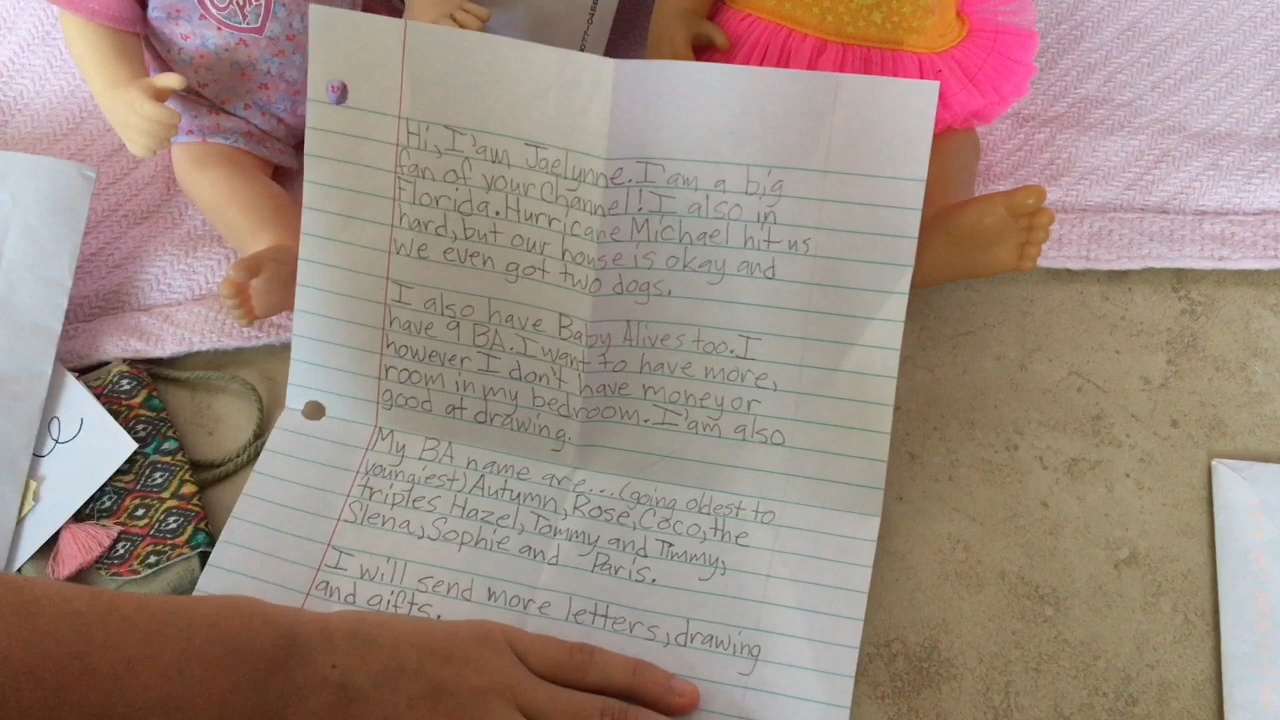 077-0458
Hi, I'am Jaelynne. I'am a big
fan of your channel! I also in
Florida. Hurricane Michael hit us
hard, but our house is okay and
we even got two dogs.
I also have Baby Alives too. I
have 9 BA. I want to have more,
however I don't have money or
room in my bedroom. I'am also
good at drawing.
My BA name are... (going oldest to
youngiest) Autumn, Rose, Coco, the
triples Hazel, Tommy and Timmy,
Slena, Sophie and Paris.
I will send more letters, drawing
and gifts.